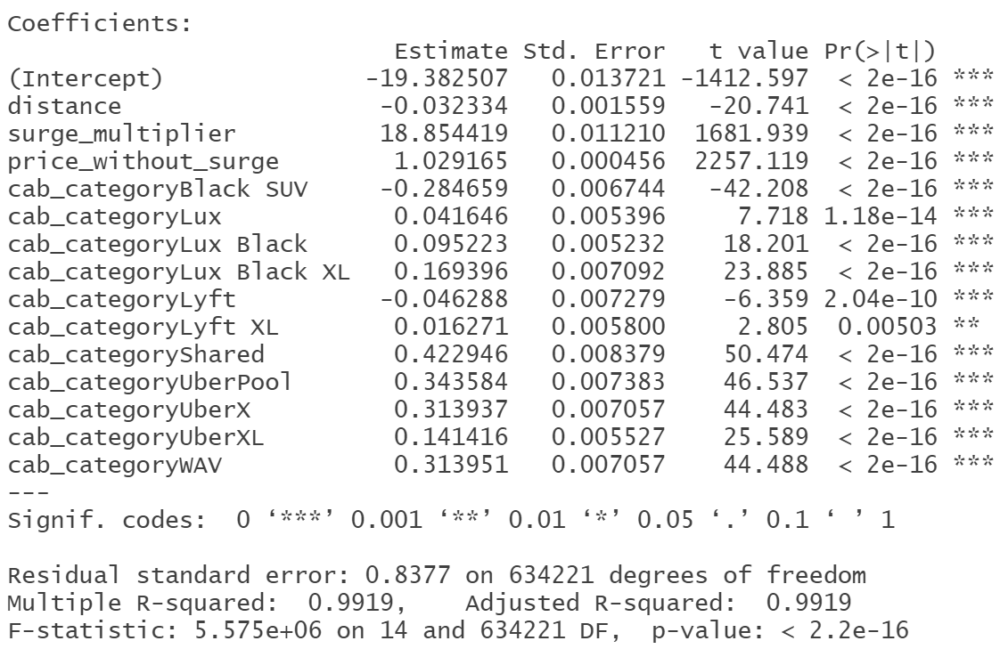 Coefficients:
Estimate Std. Error t value Pr(>|t|)
(Intercept) -19.382507 0.013721 -1412.597 < 2e-16 ***
distance -0.032334 0.001559 -20.741 < 2e-16 ***
surge_multiplier 18.854419 0.011210 1681.939 < 2e-16 ***
price_without_surge 1.029165 0.000456 2257.119 < 2e-16 ***
cab_categoryBlack SUV -0.284659 0.006744 -42.208 < 2e-16 ***
cab_categoryLux 0.041646 0.005396 7.718 1.18e-14 ***
cab_categoryLux Black 0.095223 0.005232 18.201 < 2e-16 ***
cab_categoryLux Black XL 0.169396 0.007092 23.885 < 2e-16 ***
cab_categoryLyft -0.046288 0.007279 -6.359 2.04e-10 ***
cab_categoryLyft XL 0.016271 0.005800 2.805 0.00503 **
cab_categoryShared 0.422946 0.008379 50.474 < 2e-16 ***
cab_categoryUberPool 0.343584 0.007383 46.537 < 2e-16 ***
cab_categoryUberX 0.313937 0.007057 44.483 < 2e-16 ***
cab_categoryUberXL 0.141416 0.005527 25.589 < 2e-16 ***
cab_categoryWAV 0.313951 0.007057 44.488 < 2e-16 ***
---
Signif. codes: 0 ‘***’ 0.001 ‘**’ 0.01 ‘*’ 0.05 ‘.’ 0.1 ‘ ’ 1
Residual standard error: 0.8377 on 634221 degrees of freedom
Multiple R-squared: 0.9919, Adjusted R-squared: 0.9919
F-statistic: 5.575e+06 on 14 and 634221 DF, p-value: < 2.2e-16